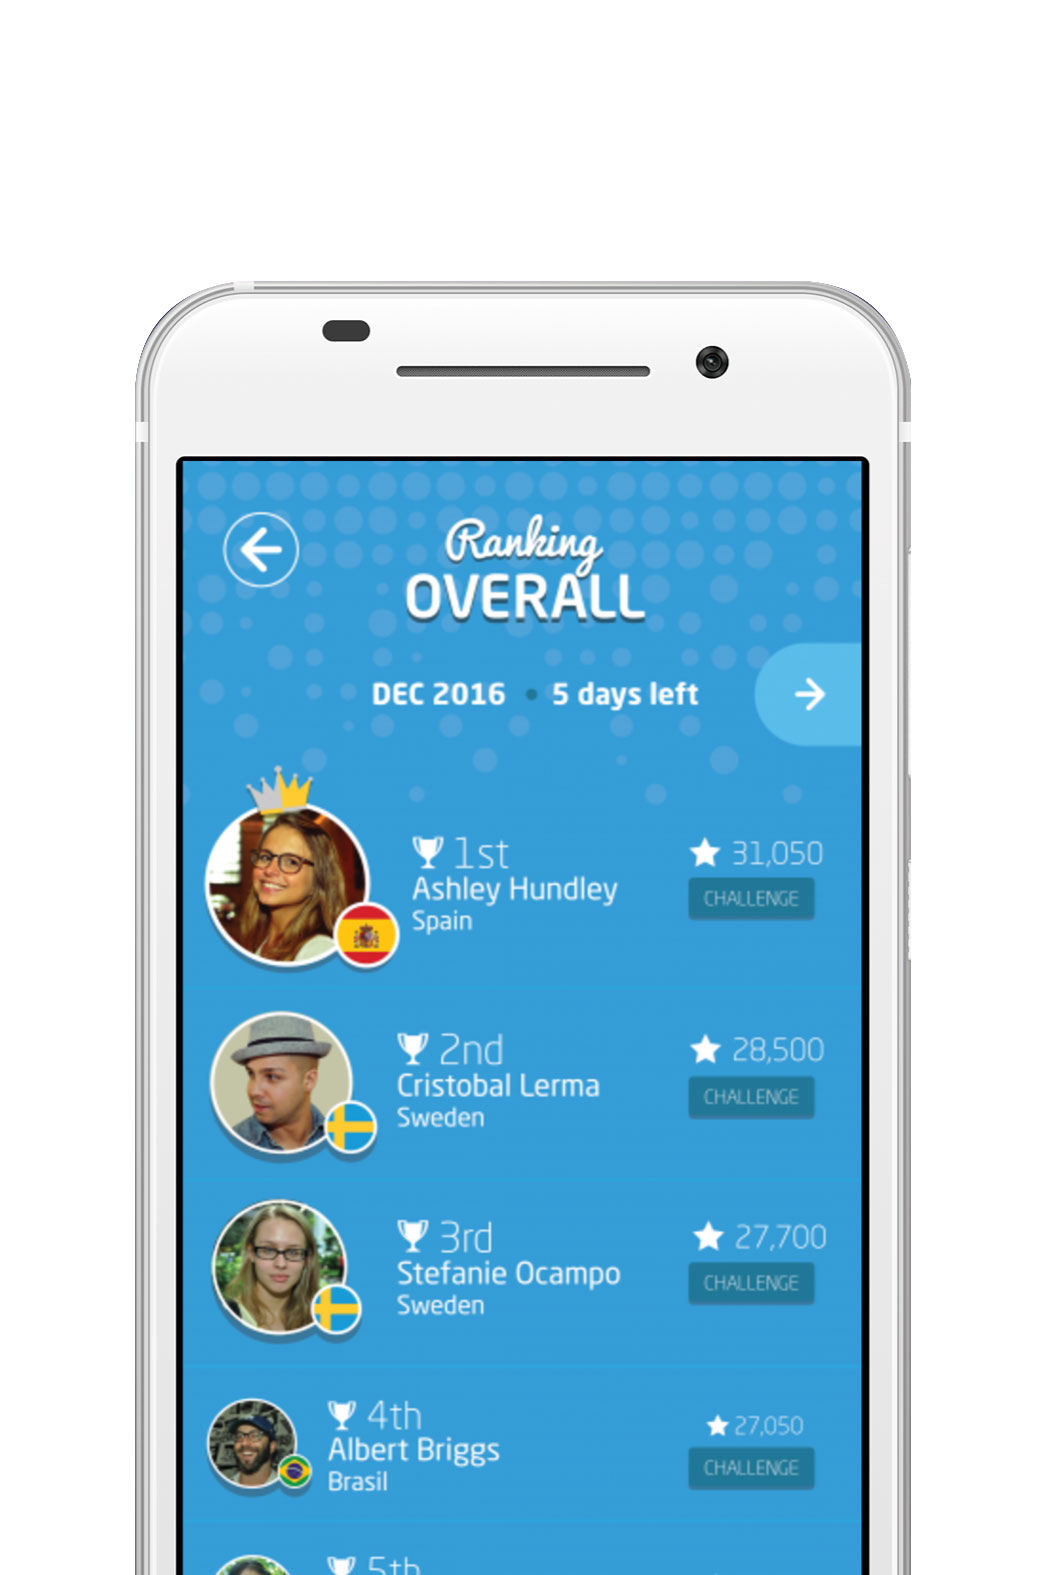 Ranking
OVERALL
DEC 2016 • 5 days left
1st
Ashley Hundley
Spain
31,050
CHALLENGE
2nd
Cristobal Lerma
Sweden
28,500
CHALLENGE
3rd
Stefanie Ocampo
Sweden
27,700
CHALLENGE
4th
Albert Briggs
Brasil
27,050
CHALLENGE
5th